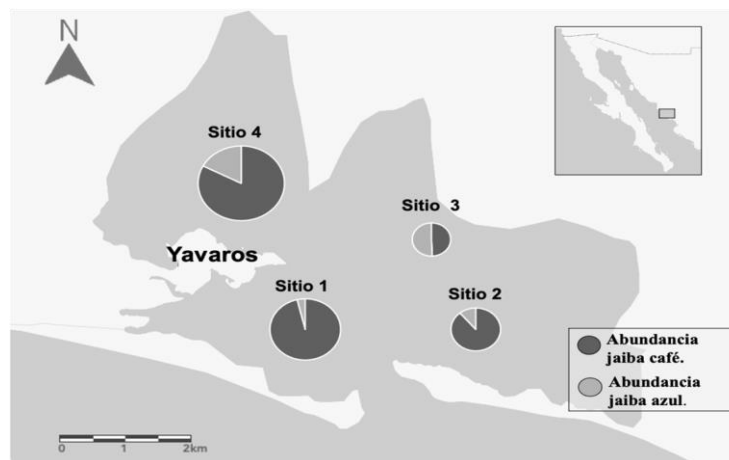 N
Sitio 4
Sitio 3
Yavaros
Sitio 1
Sitio 2
Abundancia
jaiba café.
Abundancia
jaiba azul.
0 1 2km